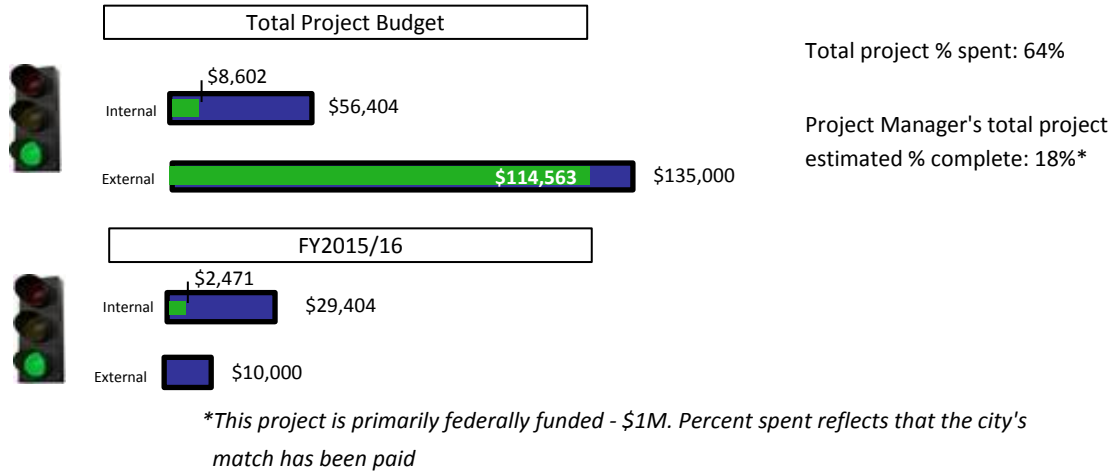 Total Project Budget
Total project % spent: 64%
$8,602
Internal
$56,404
Project Manager's total project
estimated % complete: 18%*
External
$114,563
$135,000
FY2015/16
$2,471
Internal
$29,404
External
$10,000
*This project is primarily federally funded - $1M. Percent spent reflects that the city's
match has been paid